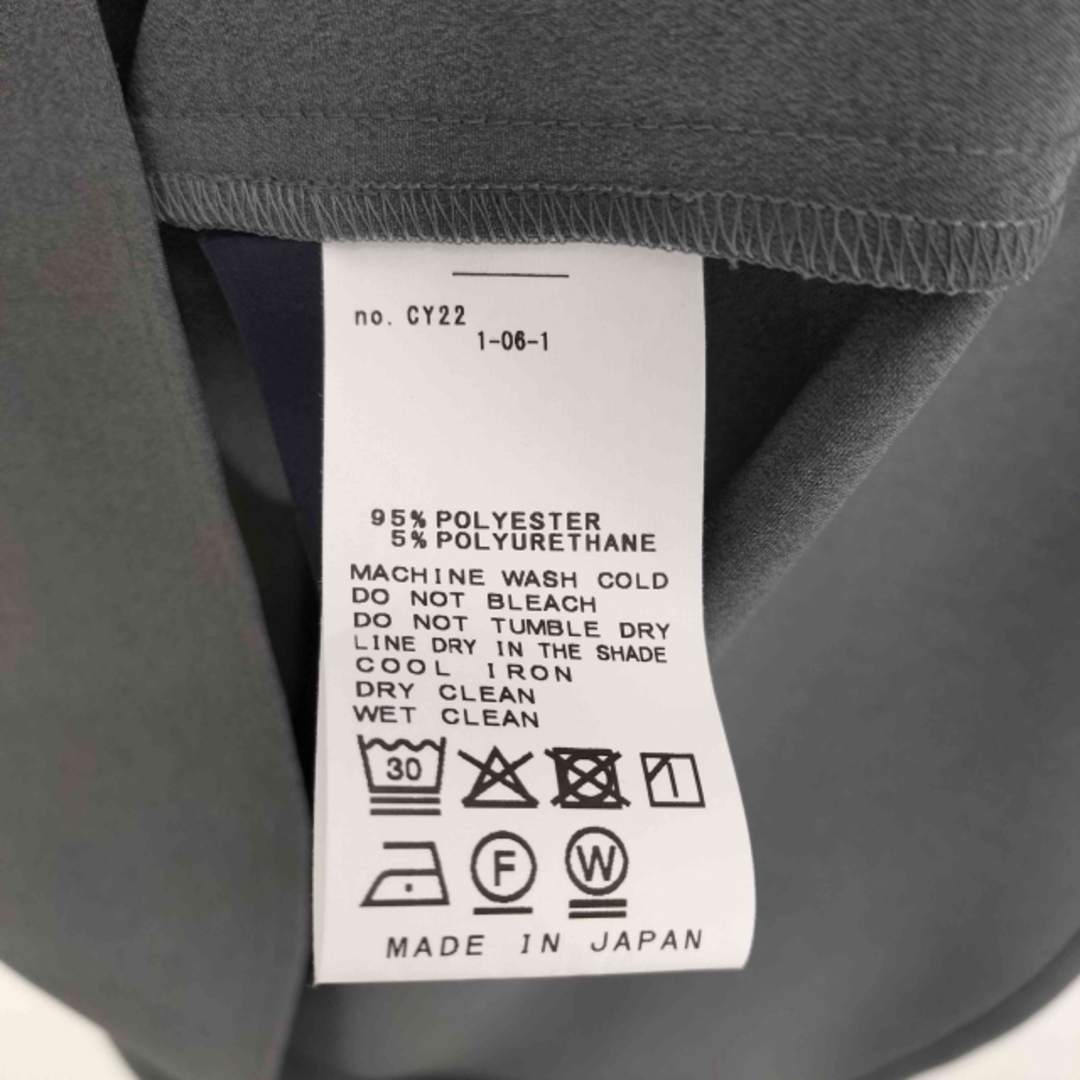 no. CY22
1-06-1
95% POLYESTER
5% POLYURETHANE
MACHINE WASH COLD
DO NOT BLEACH
DO NOT TUMBLE DRY
LINE DRY IN THE SHADE
COOL IRON
DRY CLEAN
WET CLEAN
30
F W
MADE IN JAPAN